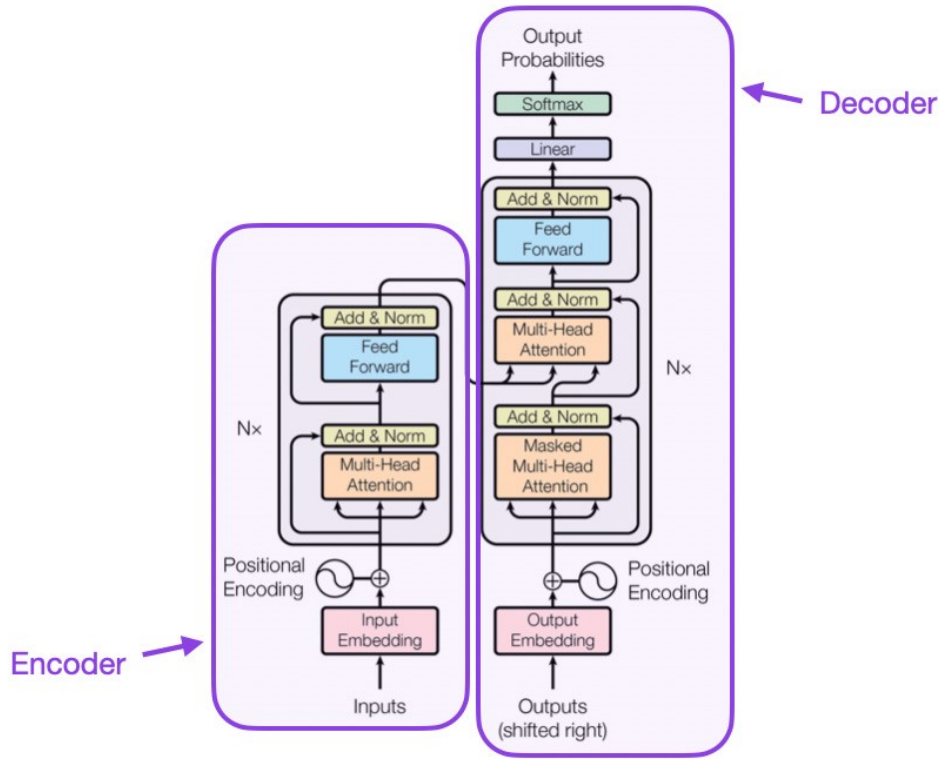 Output
Probabilities
Softmax
Linear
Add & Norm
Feed
Forward
Add & Norm
Multi-Head
Attention
Add & Norm
Masked
Multi-Head
Attention
N×
Positional
Encoding
Output
Embedding
Outputs
(shifted right)
Decoder
Add & Norm
Feed
Forward
Add & Norm
Multi-Head
Attention
N×
Positional
Encoding
Input
Embedding
Inputs
Encoder